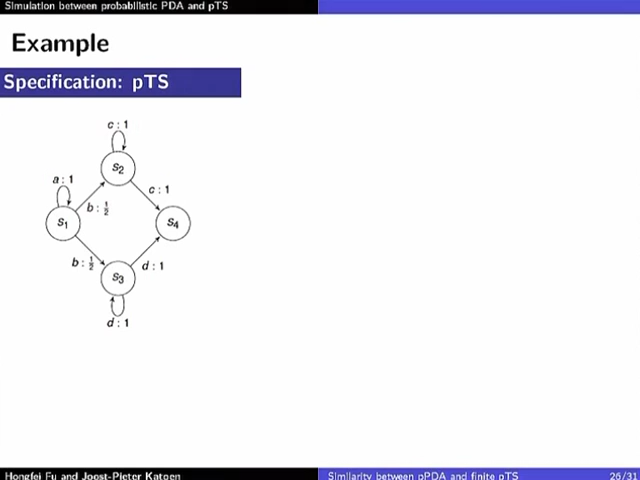 Simulation between probabilistic PDA and pTS
Example
Specification: pTS
c : 1
s2
a : 1
c : 1
b : 1/2
s1
s4
b : 1/2
d : 1
s3
d : 1
Hongfei Fu and Joost-Pieter Katoen
Similarity between pPDA and finite pTS
26/31